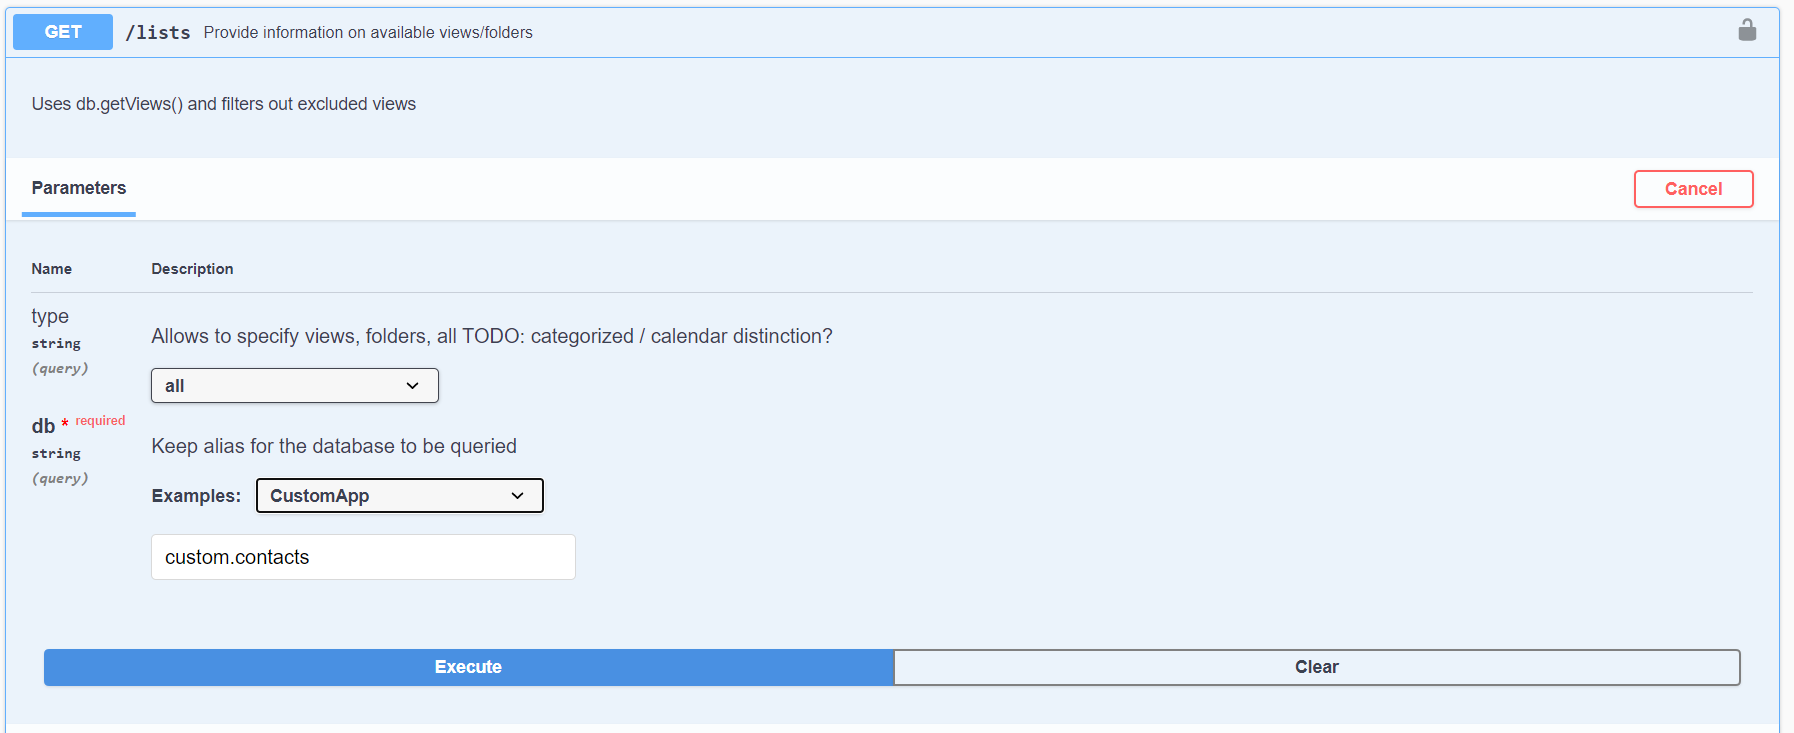 GET /lists Provide information on available views/folders
Uses db.getViews() and filters out excluded views
Parameters Cancel
Name Description
type
string
(query)
Allows to specify views, folders, all TODO: categorized / calendar distinction?
all
db * required
string
(query)
Keep alias for the database to be queried
Examples: CustomApp
custom.contacts
Execute Clear